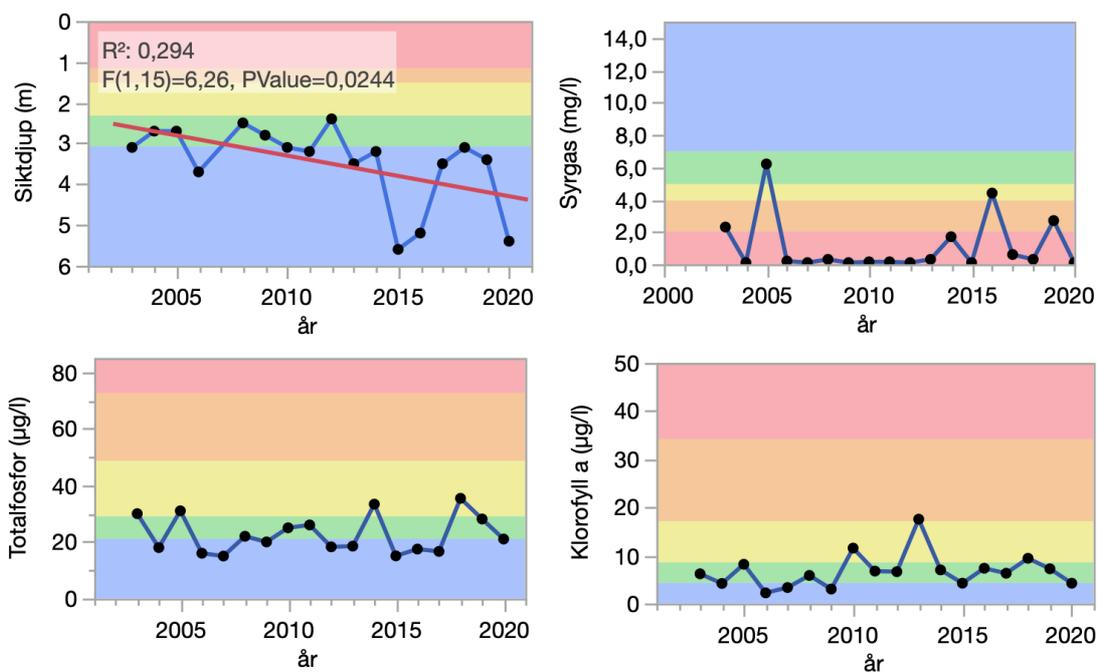 Siktdjup (m)
0
1
2
3
4
5
6
R²: 0,294
F(1,15)=6,26, PValue=0,0244
2005 2010 2015 2020
år
Syrgas (mg/l)
14,0
12,0
10,0
8,0
6,0
4,0
2,0
0,0
2000 2005 2010 2015 2020
år
Totalfosfor (µg/l)
80
60
40
20
0
2005 2010 2015 2020
år
Klorofyll a (µg/l)
50
40
30
20
10
0
2005 2010 2015 2020
år